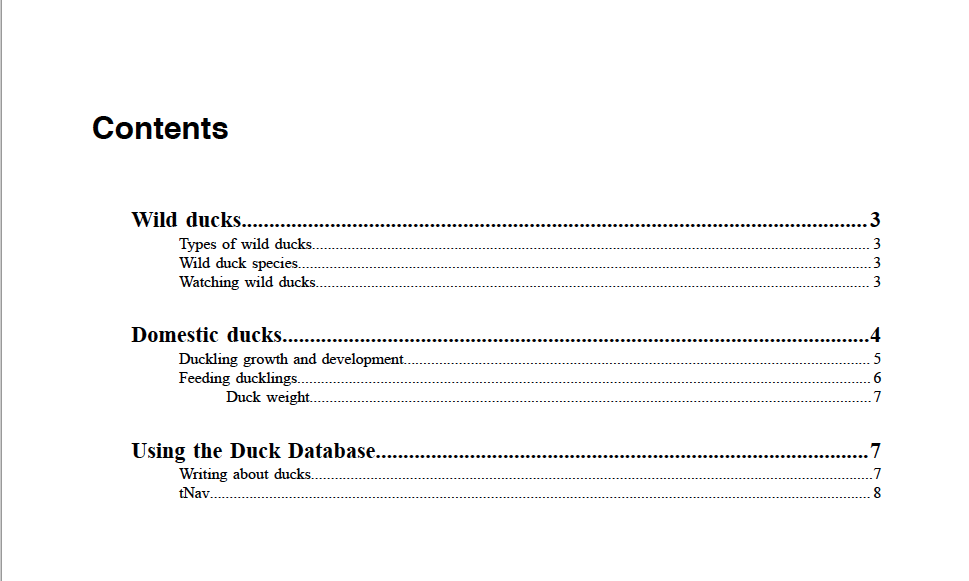 Contents
Wild ducks 3
Types of wild ducks 3
Wild duck species 3
Watching wild ducks 3
Domestic ducks 4
Duckling growth and development 5
Feeding ducklings 6
Duck weight 7
Using the Duck Database 7
Writing about ducks 7
tNav 8